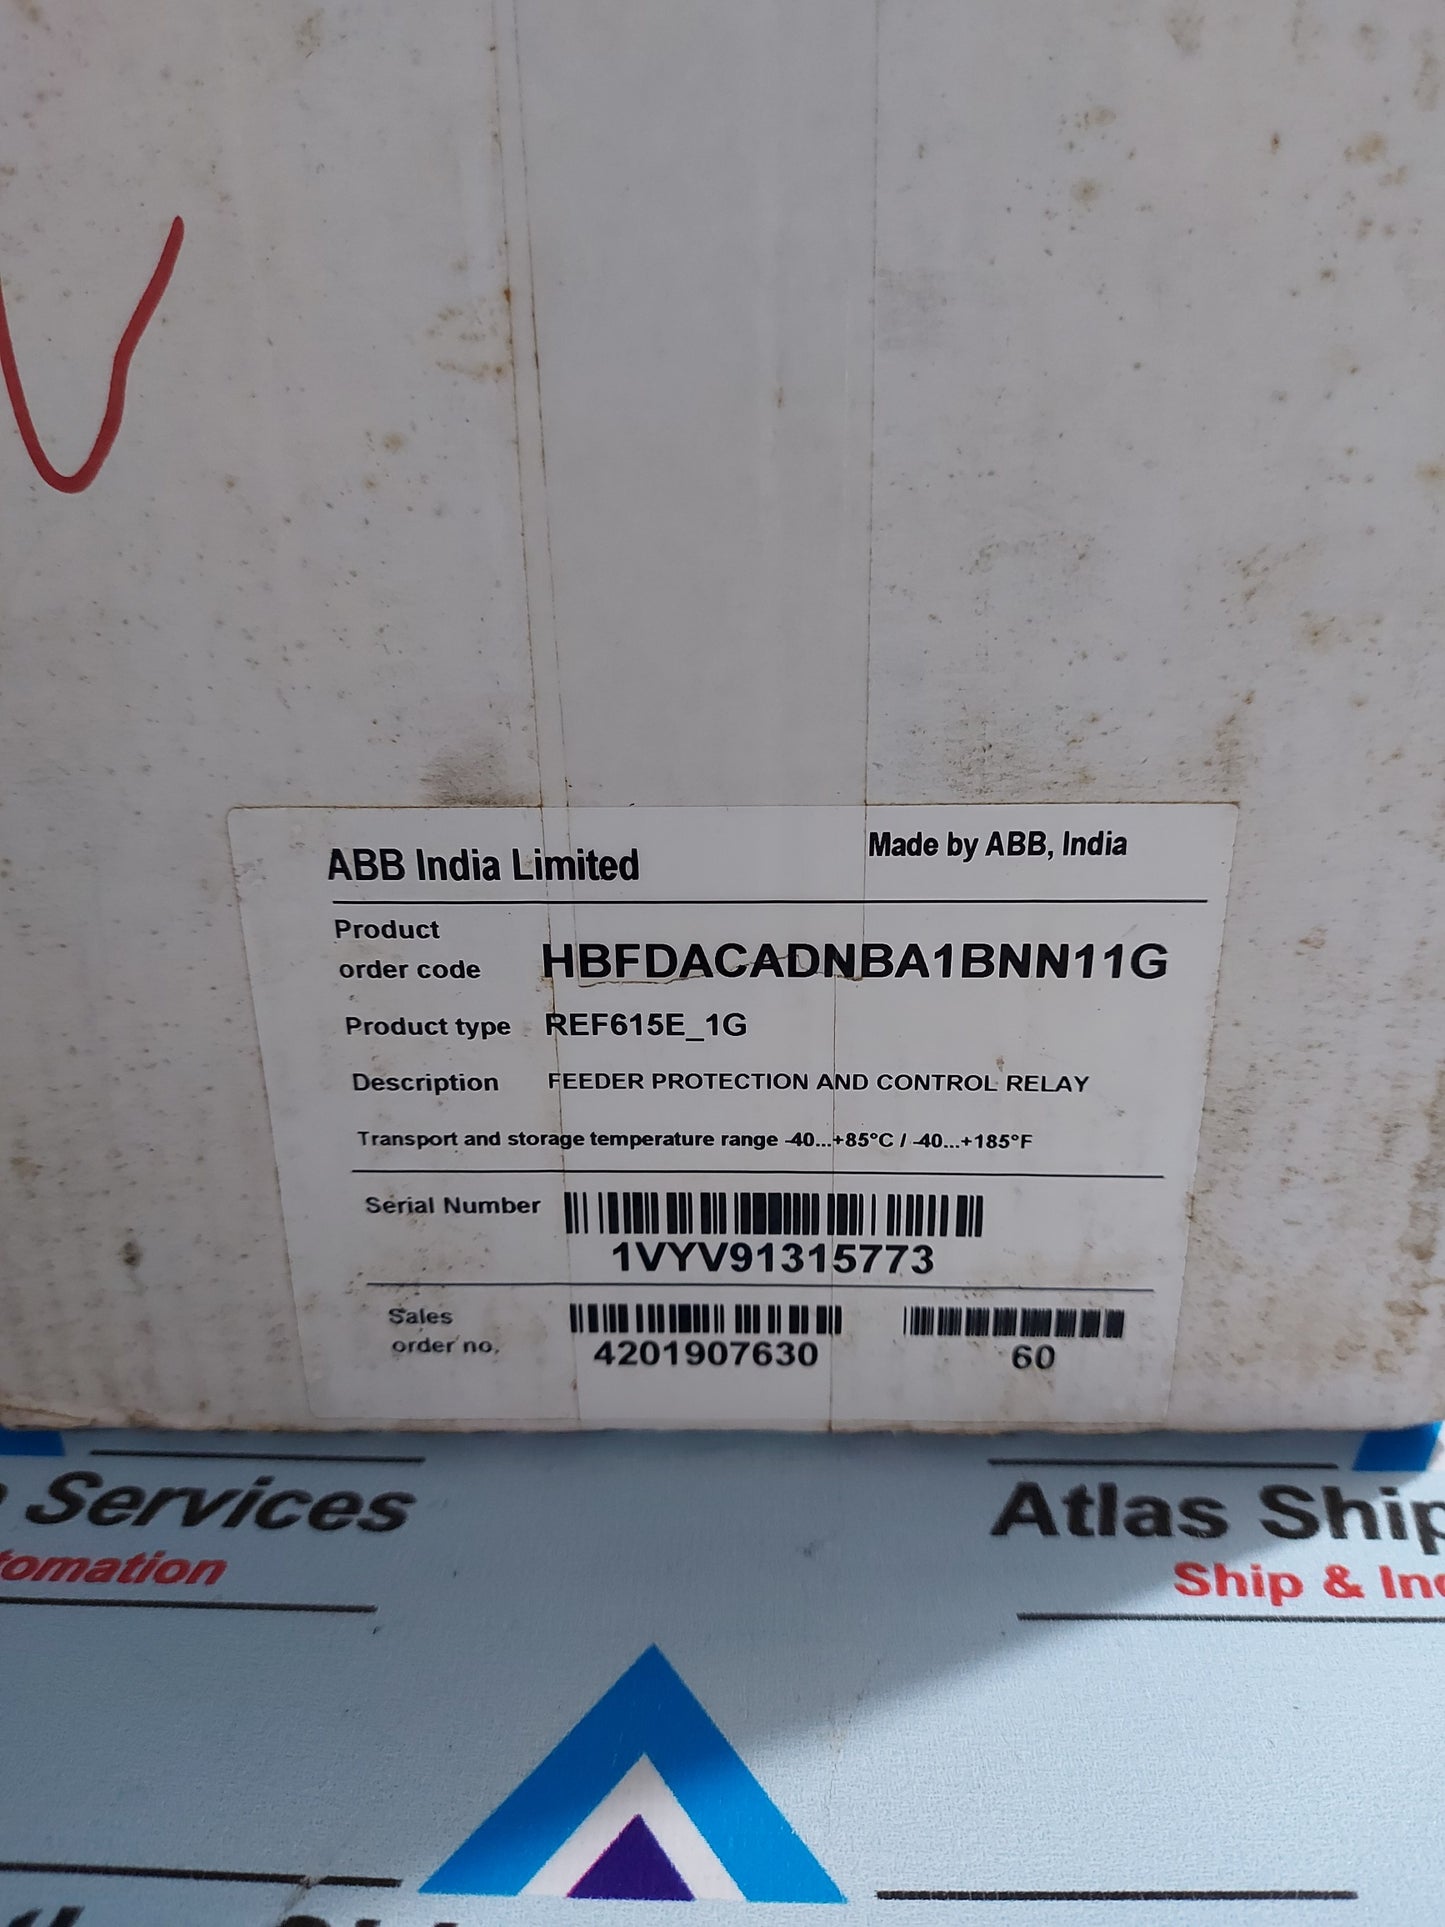 ABB India Limited
Made by ABB, India
Product
order code HBFDACADNBA1BNN11G
Product type REF615E_1G
Description FEEDER PROTECTION AND CONTROL RELAY
Transport and storage temperature range -40...+85°C / -40...+185°F
Serial Number
1VYV91315773
Sales
order no.
4201907630 60
Services
Atlas Ship
tomation
Ship & Ind